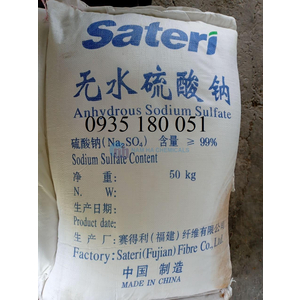 Sateri
无水硫酸钠
Anhydrous Sodium Sulfate
0935 180 051
硫酸钠(Na₂SO₄) 含量 ≥ 99%
Sodium Sulfate Content
净 重: 50 kg
N. W:
生产日期:
Product date:
生产厂:赛得利(福建)纤维有限公司
Factory: Sateri(Fujian) Fibre Co., Ltd.
中国 制造
MADE IN CHINA